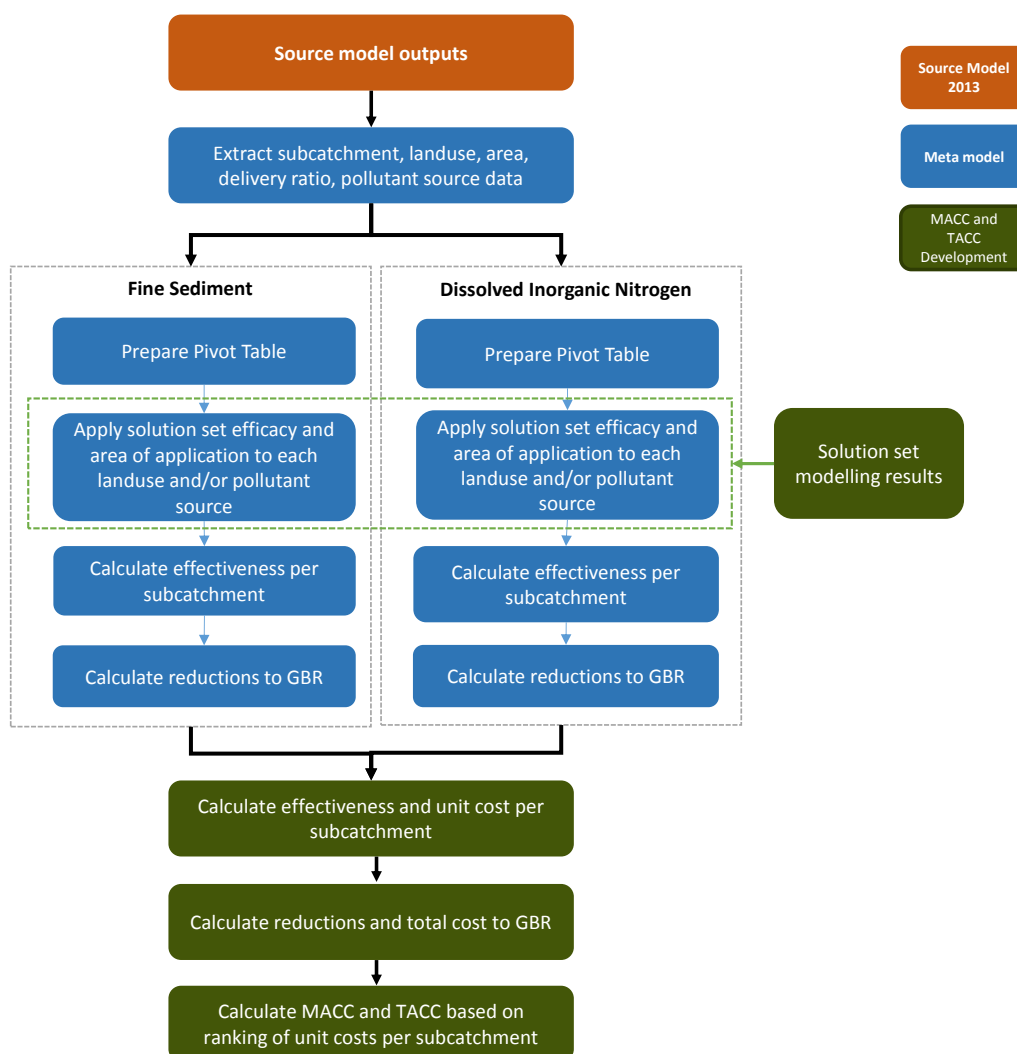 Source model outputs
Source Model
2013
Extract subcatchment, landuse, area,
delivery ratio, pollutant source data
Meta model
MACC and
TACC
Development
Fine Sediment
Prepare Pivot Table
Apply solution set efficacy and
area of application to each
landuse and/or pollutant
source
Calculate effectiveness per
subcatchment
Calculate reductions to GBR
Dissolved Inorganic Nitrogen
Prepare Pivot Table
Apply solution set efficacy and
area of application to each
landuse and/or pollutant
source
Calculate effectiveness per
subcatchment
Calculate reductions to GBR
Solution set
modelling results
Calculate effectiveness and unit cost per
subcatchment
Calculate reductions and total cost to GBR
Calculate MACC and TACC based on
ranking of unit costs per subcatchment